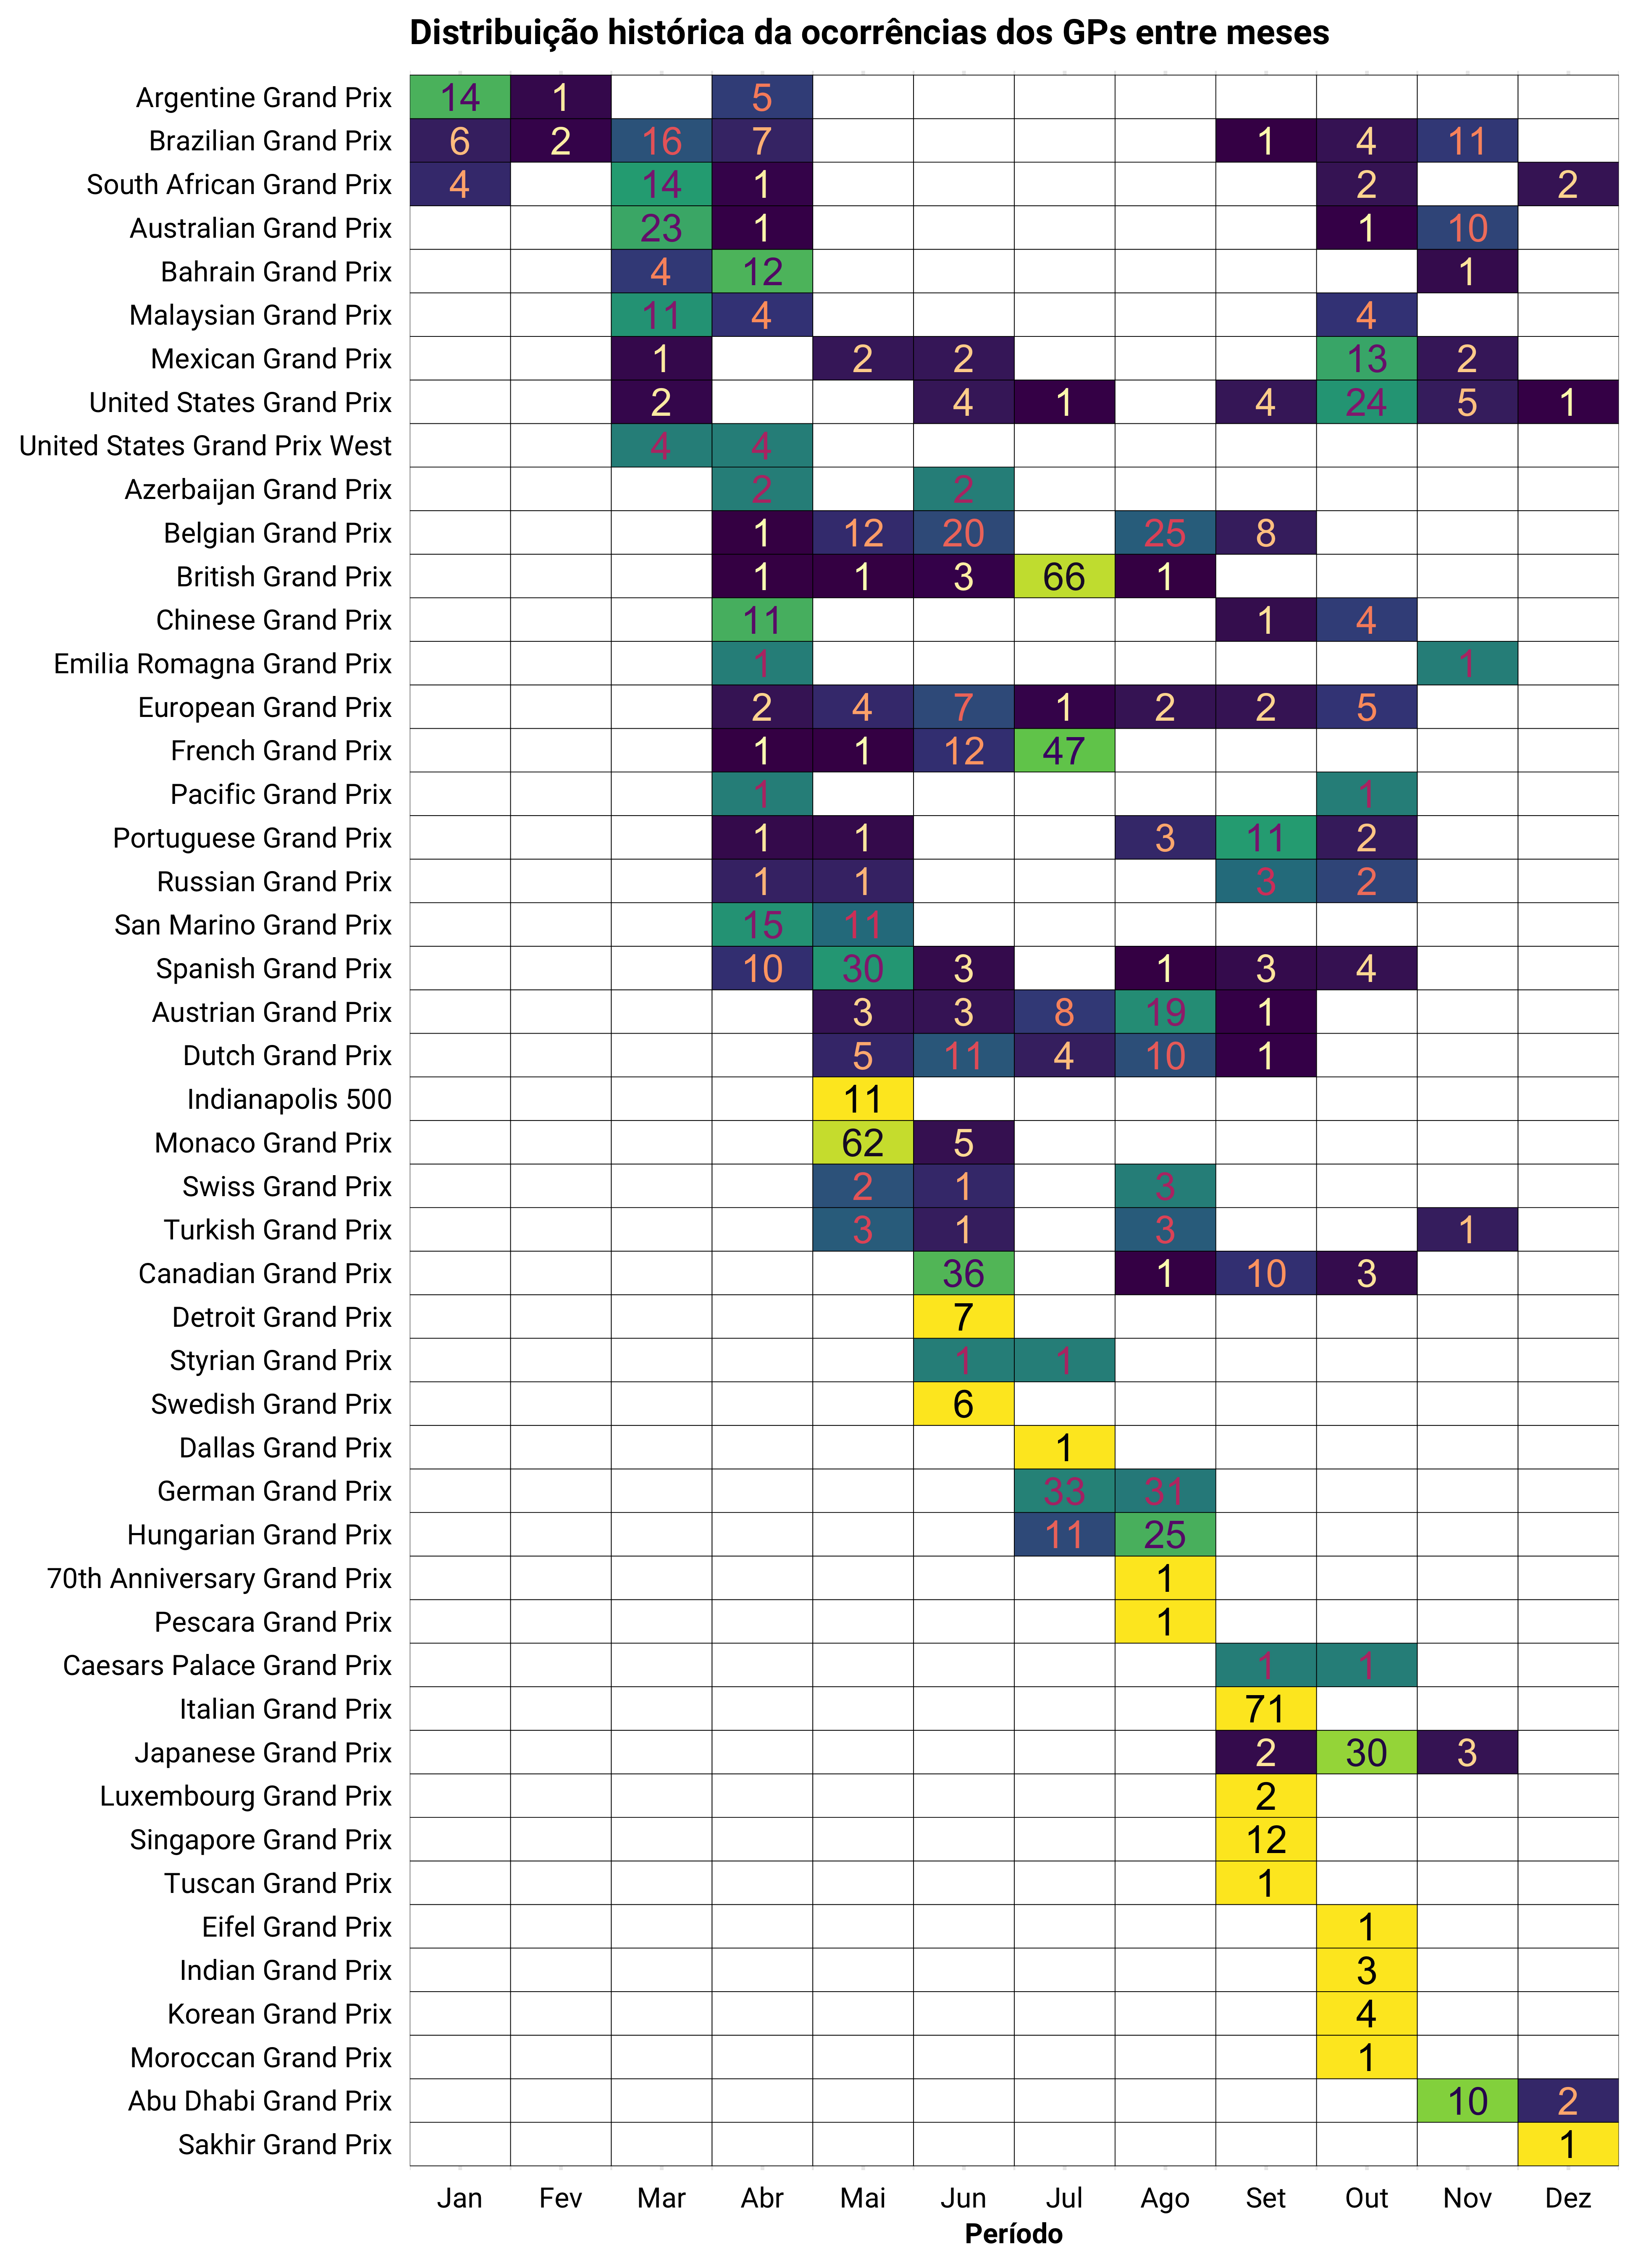 Distribuição histórica da ocorrências dos GPs entre meses
Argentine Grand Prix 14 1 5
Brazilian Grand Prix 6 2 16 7 1 4 11
South African Grand Prix 4 14 1 2 2
Australian Grand Prix 23 1 1 10
Bahrain Grand Prix 4 12 1
Malaysian Grand Prix 11 4 4
Mexican Grand Prix 1 2 2 13 2
United States Grand Prix 2 4 1 4 24 5 1
United States Grand Prix West 4 4
Azerbaijan Grand Prix 2 2
Belgian Grand Prix 1 12 20 25 8
British Grand Prix 1 1 3 66 1
Chinese Grand Prix 11 1 4
Emilia Romagna Grand Prix 1 1
European Grand Prix 2 4 7 1 2 2 5
French Grand Prix 1 1 12 47
Pacific Grand Prix 1 1
Portuguese Grand Prix 1 1 3 11 2
Russian Grand Prix 1 1 3 2
San Marino Grand Prix 15 11
Spanish Grand Prix 10 30 3 1 3 4
Austrian Grand Prix 3 3 8 19 1
Dutch Grand Prix 5 11 4 10 1
Indianapolis 500 11
Monaco Grand Prix 62 5
Swiss Grand Prix 2 1 3
Turkish Grand Prix 3 1 3 1
Canadian Grand Prix 36 1 10 3
Detroit Grand Prix 7
Styrian Grand Prix 1 1
Swedish Grand Prix 6
Dallas Grand Prix 1
German Grand Prix 33 31
Hungarian Grand Prix 11 25
70th Anniversary Grand Prix 1
Pescara Grand Prix 1
Caesars Palace Grand Prix 1 1
Italian Grand Prix 71
Japanese Grand Prix 2 30 3
Luxembourg Grand Prix 2
Singapore Grand Prix 12
Tuscan Grand Prix 1
Eifel Grand Prix 1
Indian Grand Prix 3
Korean Grand Prix 4
Moroccan Grand Prix 1
Abu Dhabi Grand Prix 10 2
Sakhir Grand Prix 1
Jan Fev Mar Abr Mai Jun Jul Ago Set Out Nov Dez
Período